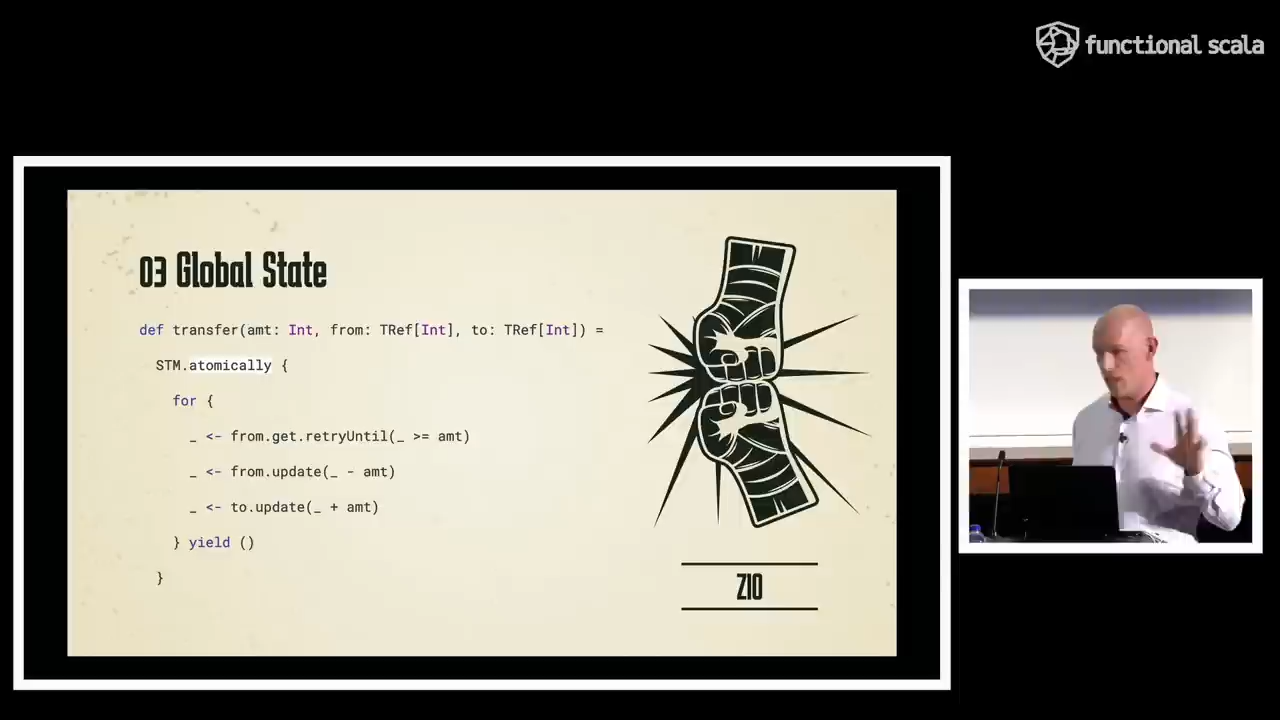 functional scala
03 Global State
def transfer(amt: Int, from: TRef[Int], to: TRef[Int]) =
STM.atomically {
for {
_ <- from.get.retryUntil(_ >= amt)
_ <- from.update(_ - amt)
_ <- to.update(_ + amt)
} yield ()
}
ZIO